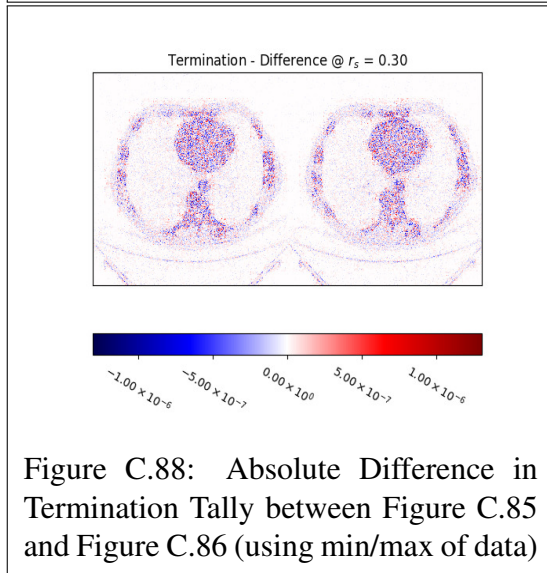 Termination - Difference @ r_s = 0.30
−1.00 × 10^−6
−5.00 × 10^−7
0.00 × 10^0
5.00 × 10^−7
1.00 × 10^−6
Figure C.88: Absolute Difference in
Termination Tally between Figure C.85
and Figure C.86 (using min/max of data)